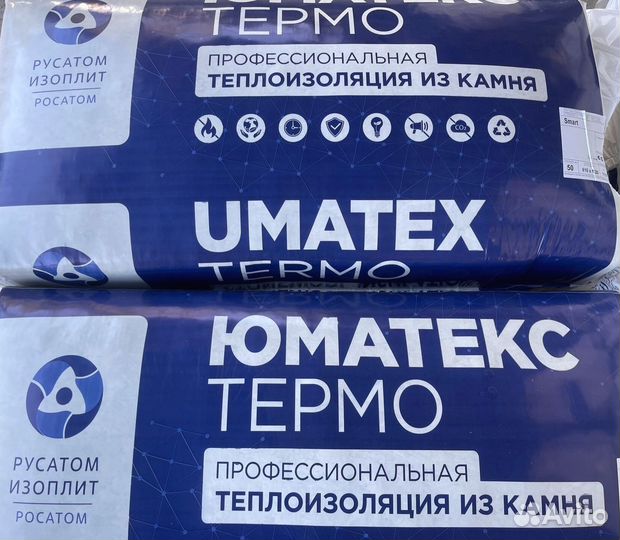 ЮМАТЕКС
ТЕРМО
РУСАТОМ
ИЗОПЛИТ
РОСАТОМ
ПРОФЕССИОНАЛЬНАЯ
ТЕПЛОИЗОЛЯЦИЯ ИЗ КАМНЯ
CO₂
Smart
50
UMATEX
TERMO
ЮМАТЕКС
ТЕРМО
РУСАТОМ
ИЗОПЛИТ
РОСАТОМ
ПРОФЕССИОНАЛЬНАЯ
ТЕПЛОИЗОЛЯЦИЯ ИЗ КАМНЯ
Avito